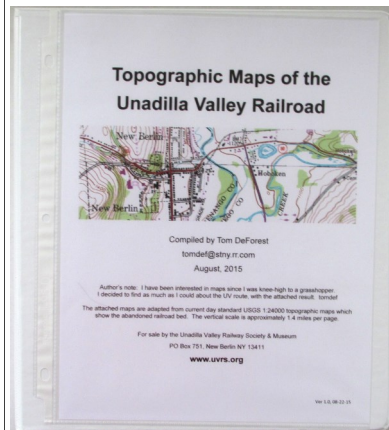 Topographic Maps of the
Unadilla Valley Railroad
New Berlin
Hoboken
New Berlin
CHENANGO CO
OTSEGO CO
CREEK
Compiled by Tom DeForest
tomdef@stny.rr.com
August, 2015
Author's note: I have been interested in maps since I was knee-high to a grasshopper.
I decided to find as much as I could about the UV route, with the attached result. tomdef
The attached maps are adapted from current day standard USGS 1:24000 topographic maps which
show the abandoned railroad bed. The vertical scale is approximately 1.4 miles per page.
For sale by the Unadilla Valley Railway Society & Museum
PO Box 751, New Berlin NY 13411
www.uvrs.org